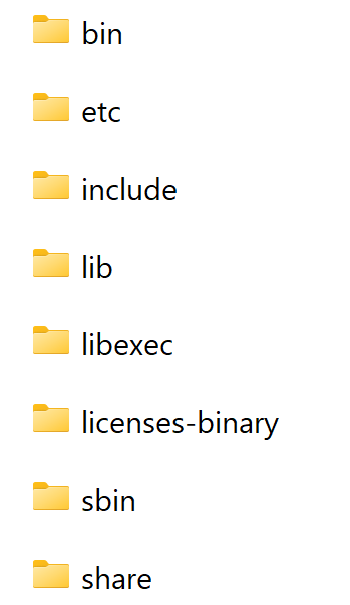 bin
etc
include
lib
libexec
licenses-binary
sbin
share